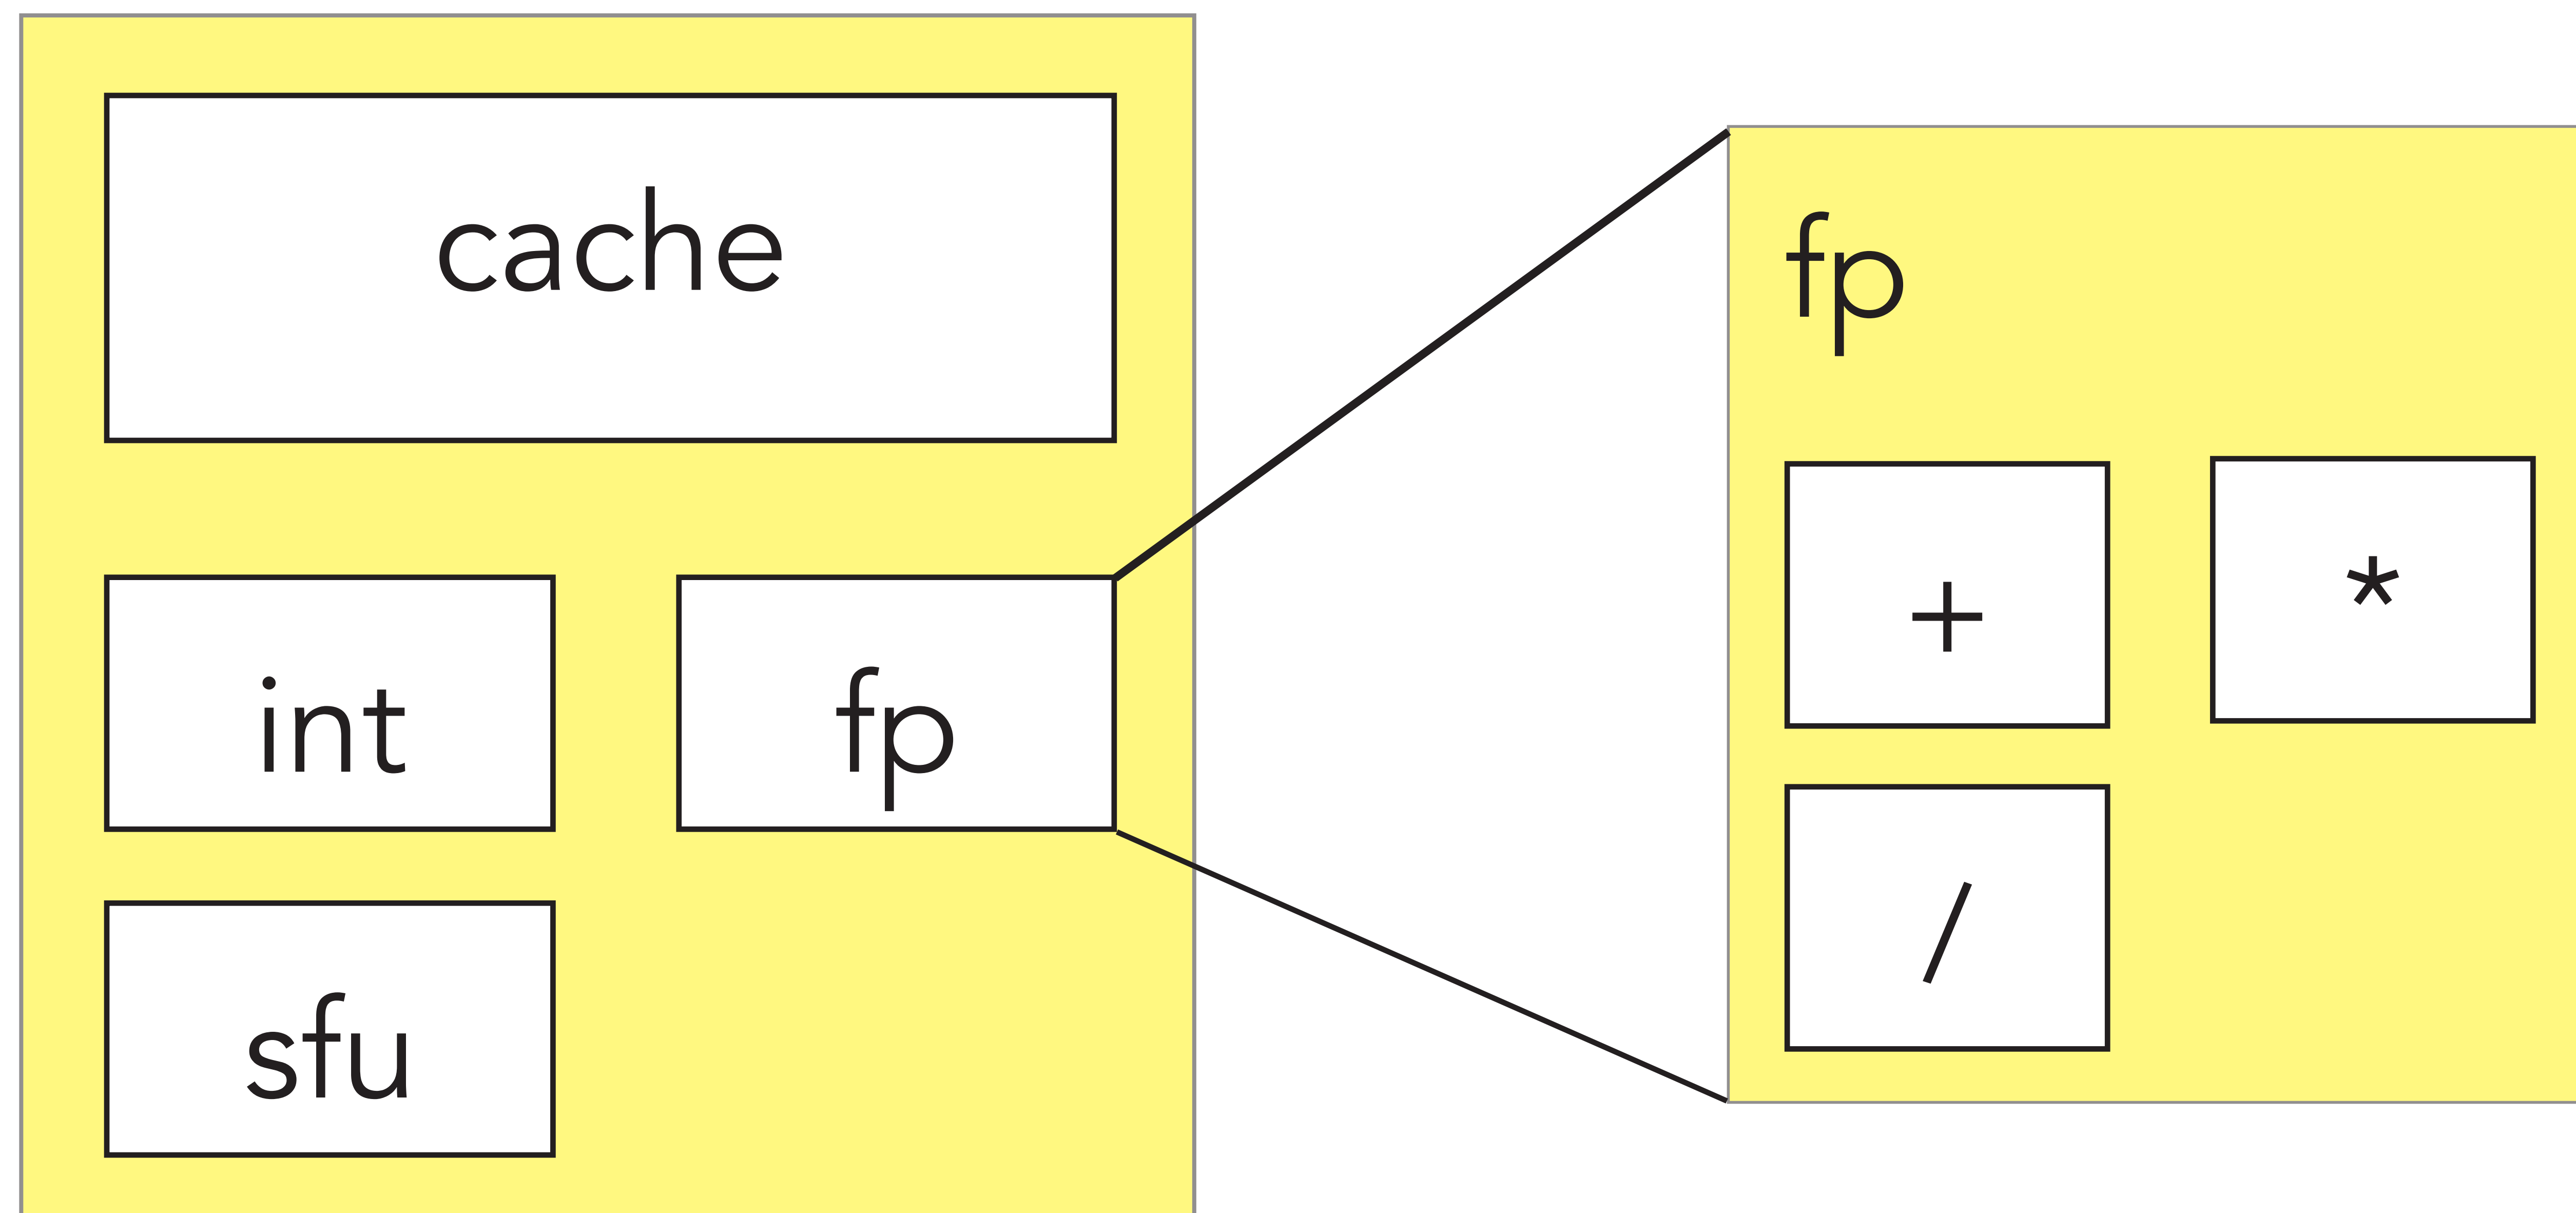 cache
int
fp
sfu
fp
+
*
/